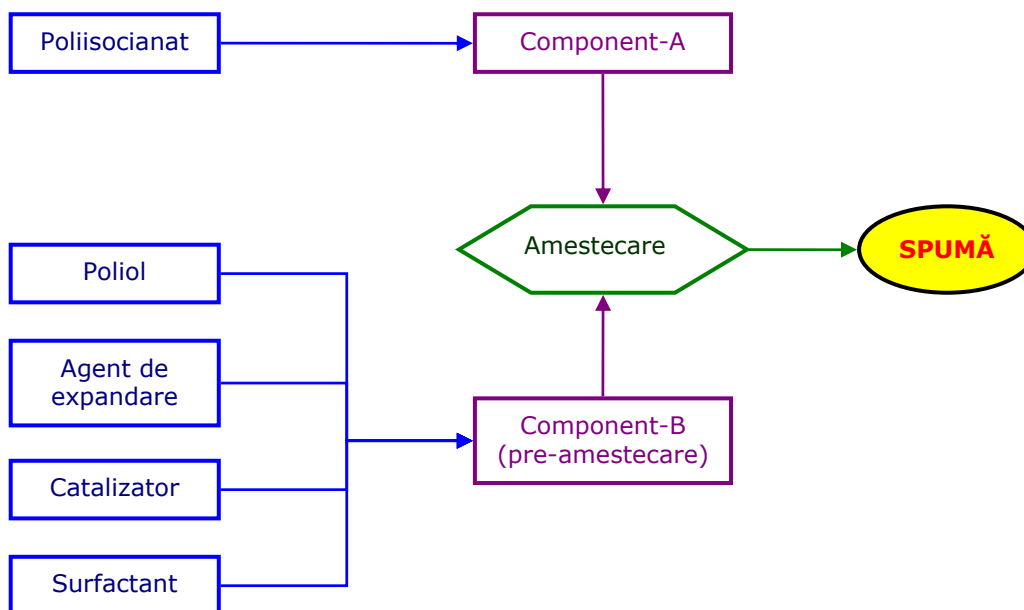 Poliisocianat
Component-A
Amestecare
SPUMĂ
Poliol
Agent de
expandare
Component-B
(pre-amestecare)
Catalizator
Surfactant